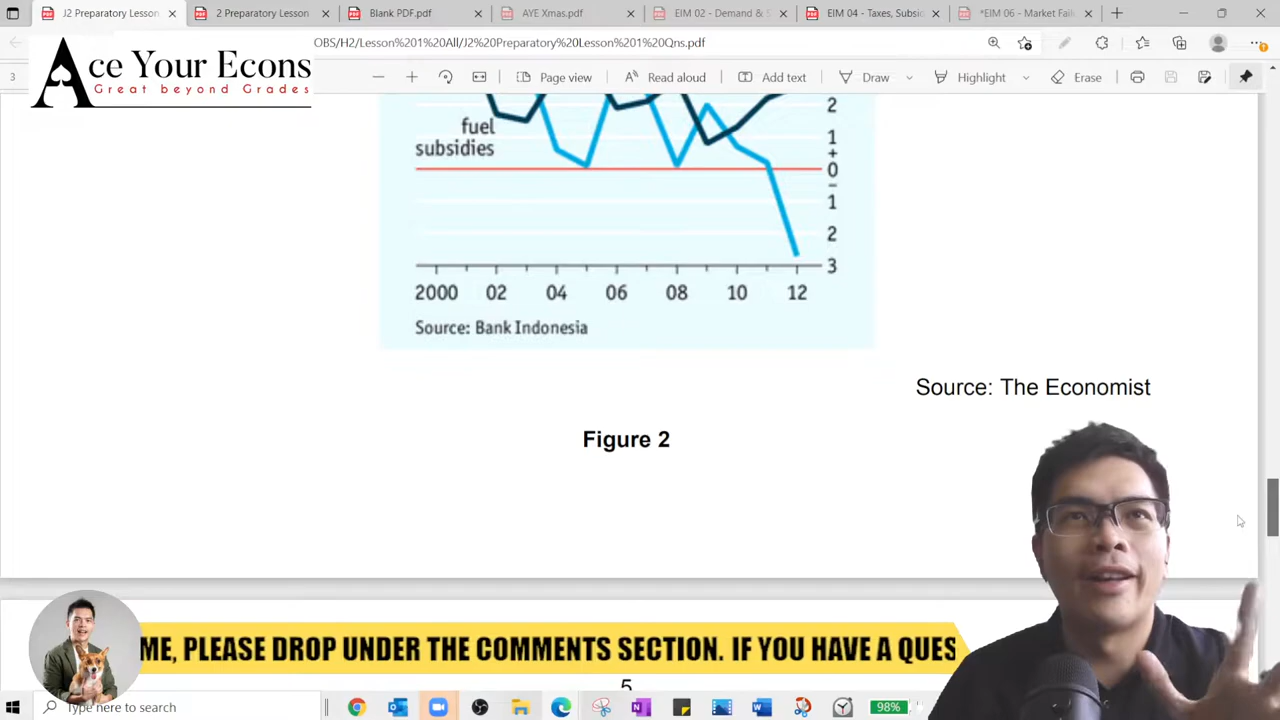 J2 Preparatory Lesson
2 Preparatory Lesson
Blank PDF.pdf
AYE Xmas.pdf
EIM 02 - Demand & S
EIM 04 - Taxes, Subsi
*EIM 06 - Market Fail
OBS/H2/Lesson%201%20All/J2%20Preparatory%20Lesson%201%20Qns.pdf
Ace Your Econs
Great beyond Grades
3
Page view
Read aloud
Add text
Draw
Highlight
Erase
fuel
subsidies
2
1
+
0
–
1
2
3
2000 02 04 06 08 10 12
Source: Bank Indonesia
Source: The Economist
Figure 2
ME, PLEASE DROP UNDER THE COMMENTS SECTION. IF YOU HAVE A QUES
5
Type here to search
98%